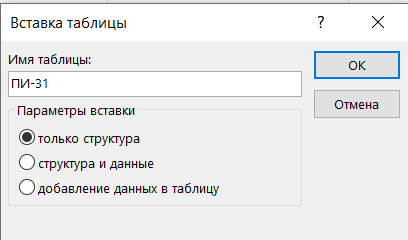 Вставка таблицы
?
Имя таблицы:
ПИ-31
OK
Отмена
Параметры вставки
только структура
структура и данные
добавление данных в таблицу